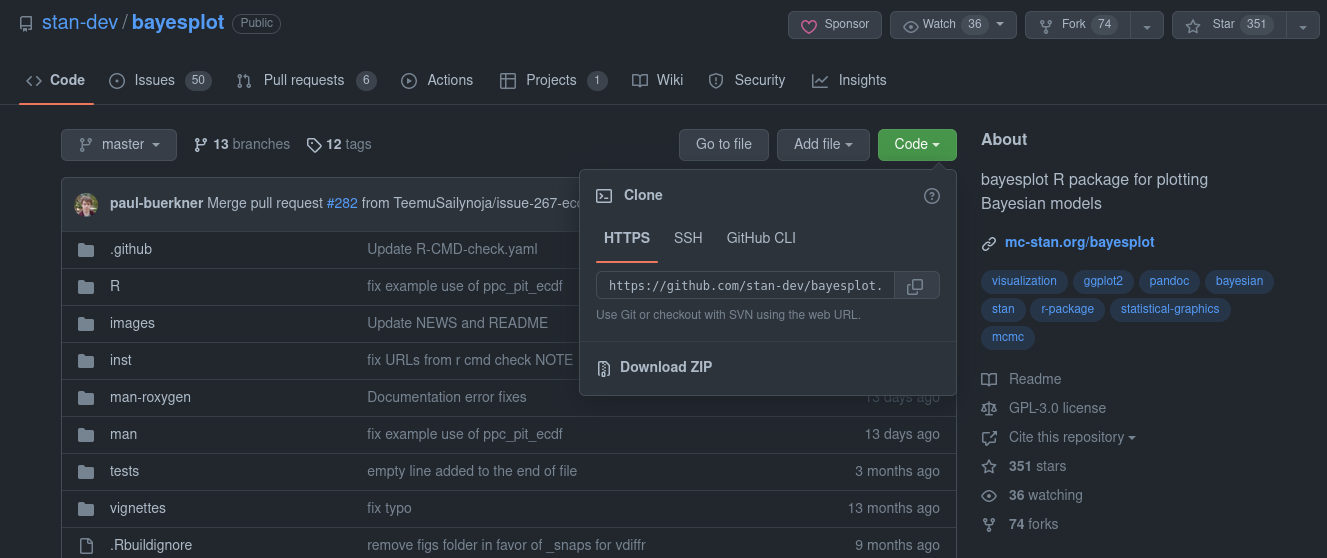 stan-dev / bayesplot Public Sponsor Watch 36 Fork 74 Star 351
Code Issues 50 Pull requests 6 Actions Projects 1 Wiki Security Insights
master 13 branches 12 tags Go to file Add file Code
paul-buerkner Merge pull request #282 from TeemuSailynoja/issue-267-ec
.github Update R-CMD-check.yaml
R fix example use of ppc_pit_ecdf
images Update NEWS and README
inst fix URLs from r cmd check NOTE
man-roxygen Documentation error fixes 13 days ago
man fix example use of ppc_pit_ecdf 13 days ago
tests empty line added to the end of file 3 months ago
vignettes fix typo 13 months ago
.Rbuildignore remove figs folder in favor of _snaps for vdiffr 9 months ago
Clone
HTTPS SSH GitHub CLI
https://github.com/stan-dev/bayesplot.
Use Git or checkout with SVN using the web URL.
Download ZIP
About
bayesplot R package for plotting
Bayesian models
mc-stan.org/bayesplot
visualization ggplot2 pandoc bayesian
stan r-package statistical-graphics
mcmc
Readme
GPL-3.0 license
Cite this repository
351 stars
36 watching
74 forks